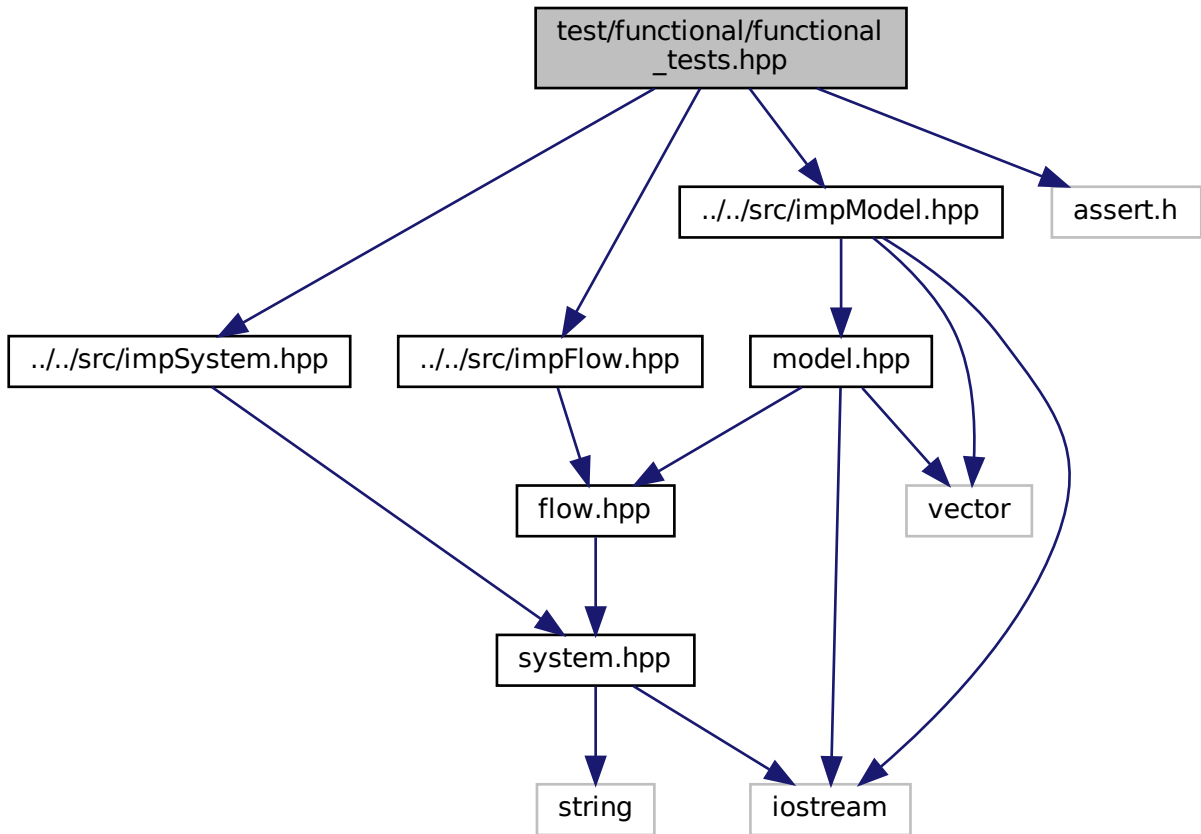 test/functional/functional
_tests.hpp
../../src/impModel.hpp
assert.h
../../src/impSystem.hpp
../../src/impFlow.hpp
model.hpp
flow.hpp
vector
system.hpp
string
iostream